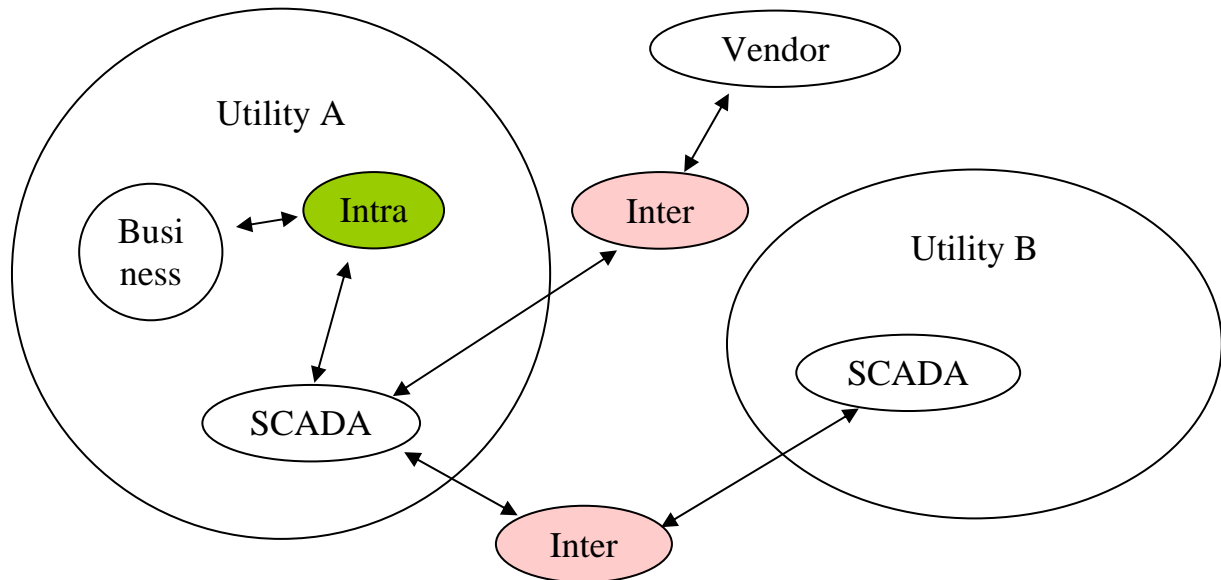 Vendor
Utility A
Intra
Inter
Busi
ness
Utility B
SCADA
SCADA
Inter